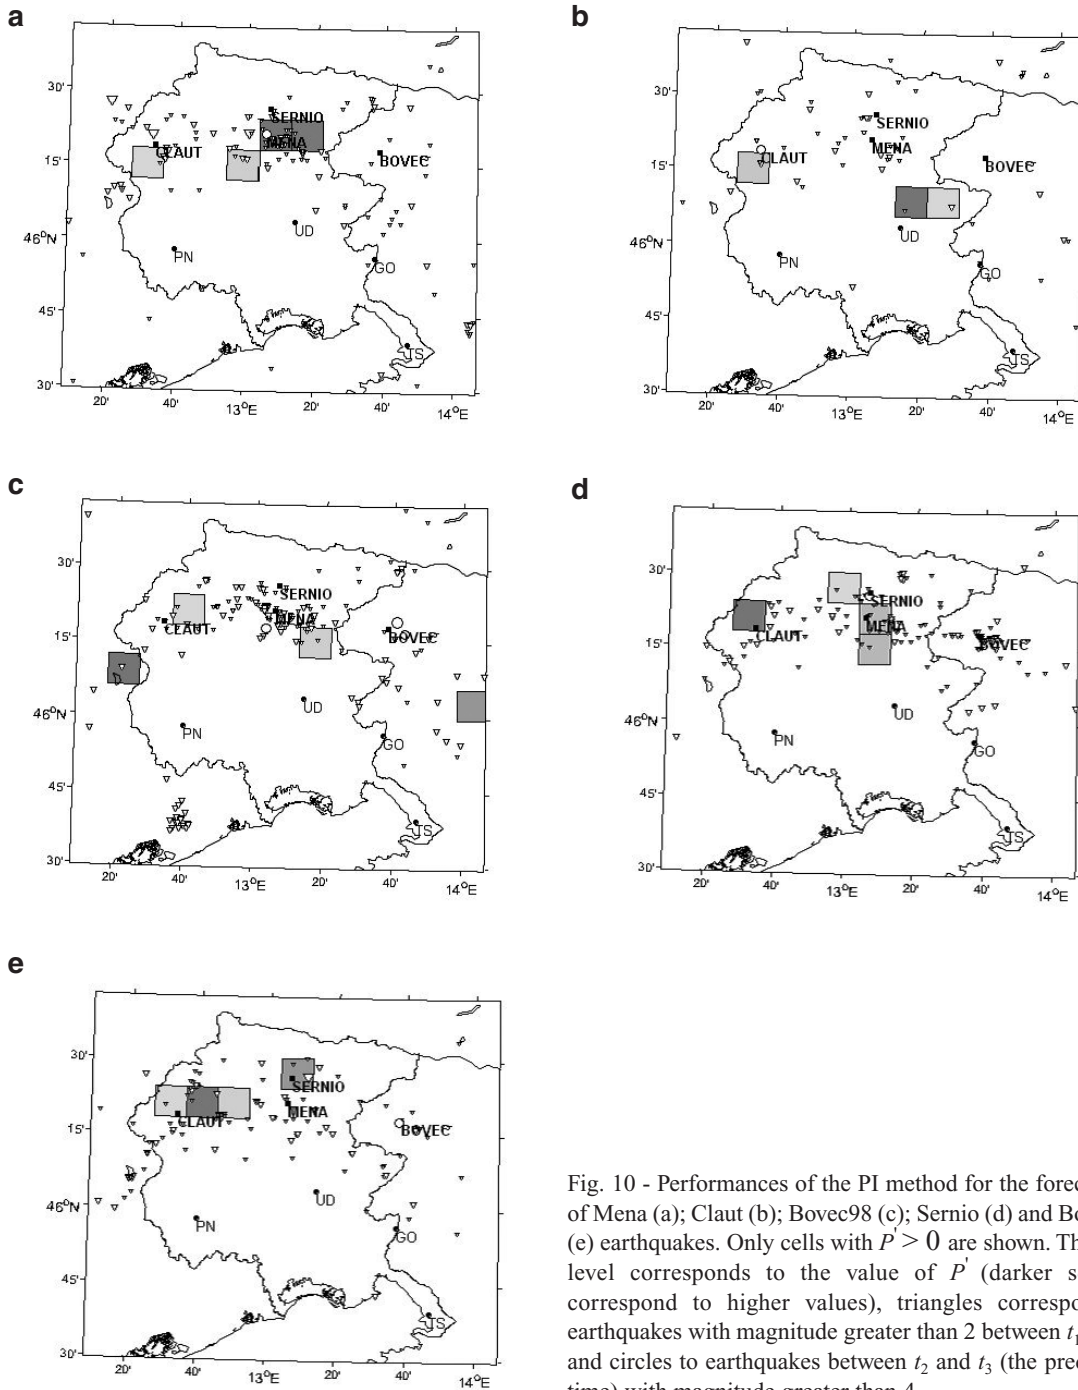 a
30'
15'
46°N
45'
30'
20'
40'
13°E
20'
40'
14°E
SERNIO
MENA
CLAUT
BOVEC
UD
PN
GO
TS
b
30'
15'
46°N
45'
30'
20'
40'
13°E
20'
40'
14°E
SERNIO
MENA
CLAUT
BOVEC
UD
PN
GO
TS
c
30'
15'
46°N
45'
30'
20'
40'
13°E
20'
40'
14°E
SERNIO
MENA
CLAUT
BOVEC
UD
PN
GO
TS
d
30'
15'
46°N
45'
30'
20'
40'
13°E
20'
40'
14°E
SERNIO
MENA
CLAUT
BOVEC
UD
PN
GO
TS
e
30'
15'
46°N
45'
30'
SERNIO
MENA
CLAUT
BOVEC
UD
PN
GO
TS
Fig. 10 - Performances of the PI method for the forec
of Mena (a); Claut (b); Bovec98 (c); Sernio (d) and Bo
(e) earthquakes. Only cells with P' > 0 are shown. Th
level corresponds to the value of P' (darker s
correspond to higher values), triangles correspo
earthquakes with magnitude greater than 2 between t1
and circles to earthquakes between t2 and t3 (the prec
time) with magnitude greater than 4